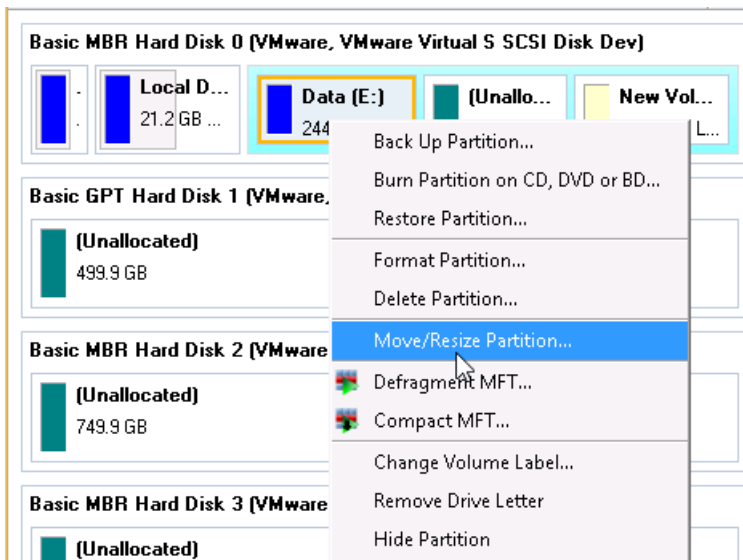 Basic MBR Hard Disk 0 (VMware, VMware Virtual S SCSI Disk Dev)
.
.
Local D...
21.2 GB ...
Data (E:)
244
(Unallo...
New Vol...
L...
Back Up Partition...
Burn Partition on CD, DVD or BD...
Restore Partition...
Format Partition...
Delete Partition...
Move/Resize Partition...
Defragment MFT...
Compact MFT...
Change Volume Label...
Remove Drive Letter
Hide Partition
Basic GPT Hard Disk 1 (VMware,
(Unallocated)
499.9 GB
Basic MBR Hard Disk 2 (VMware
(Unallocated)
749.9 GB
Basic MBR Hard Disk 3 (VMware
(Unallocated)